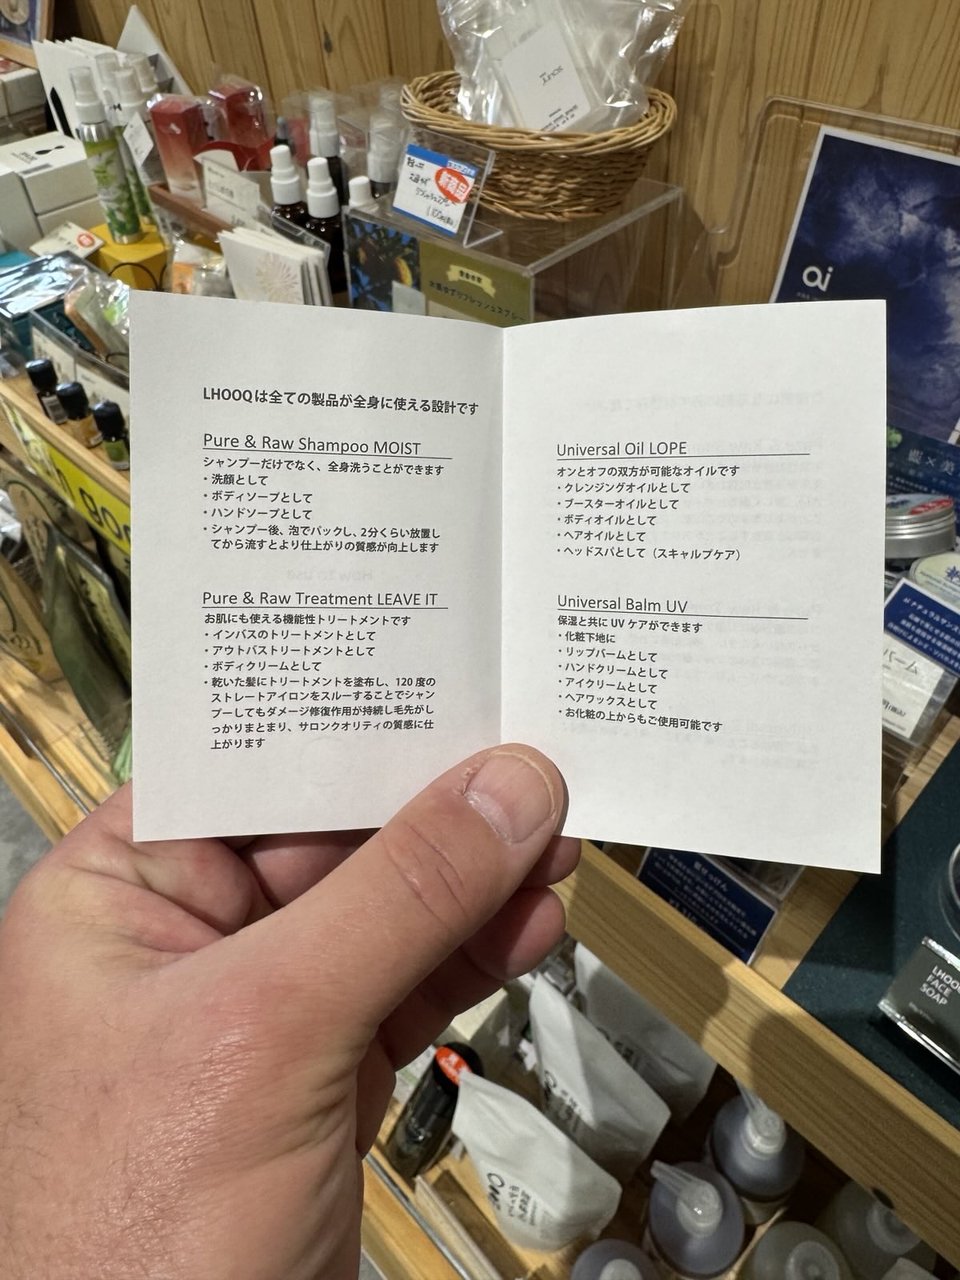 LHOOQは全ての製品が全身に使える設計です
Pure & Raw Shampoo MOIST
シャンプーだけでなく、全身洗うことができます
・洗顔として
・ボディソープとして
・ハンドソープとして
・シャンプー後、泡でパックし、2分くらい放置し
てから流すとより仕上がりの質感が向上します
Pure & Raw Treatment LEAVE IT
お肌にも使える機能性トリートメントです
・インバスのトリートメントとして
・アウトバストリートメントとして
・ボディクリームとして
・乾いた髪にトリートメントを塗布し、120度の
ストレートアイロンをスルーすることでシャン
プーしてもダメージ修復作用が持続し毛先がし
っかりまとまり、サロンクオリティの質感に仕
上がります
Universal Oil LOPE
オンとオフの双方が可能なオイルです
・クレンジングオイルとして
・ブースターオイルとして
・ボディオイルとして
・ヘアオイルとして
・ヘッドスパとして（スキャルプケア）
Universal Balm UV
保湿と共にUVケアができます
・化粧下地に
・リップバームとして
・ハンドクリームとして
・アイクリームとして
・ヘアワックスとして
・お化粧の上からもご使用可能です
新商品
LHOOQ
FACE
SOAP